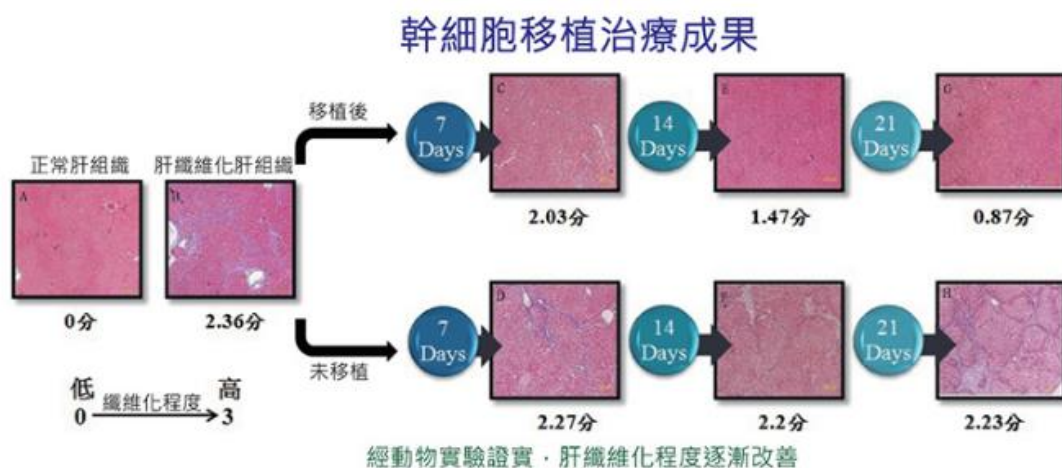 幹細胞移植治療成果
移植後
7
Days
C
14
Days
E
21
Days
G
2.03分
1.47分
0.87分
正常肝組織
肝纖維化肝組織
A
B
0分
2.36分
未移植
7
Days
D
14
Days
F
21
Days
H
2.27分
2.2分
2.23分
低
高
0
纖維化程度
3
經動物實驗證實，肝纖維化程度逐漸改善